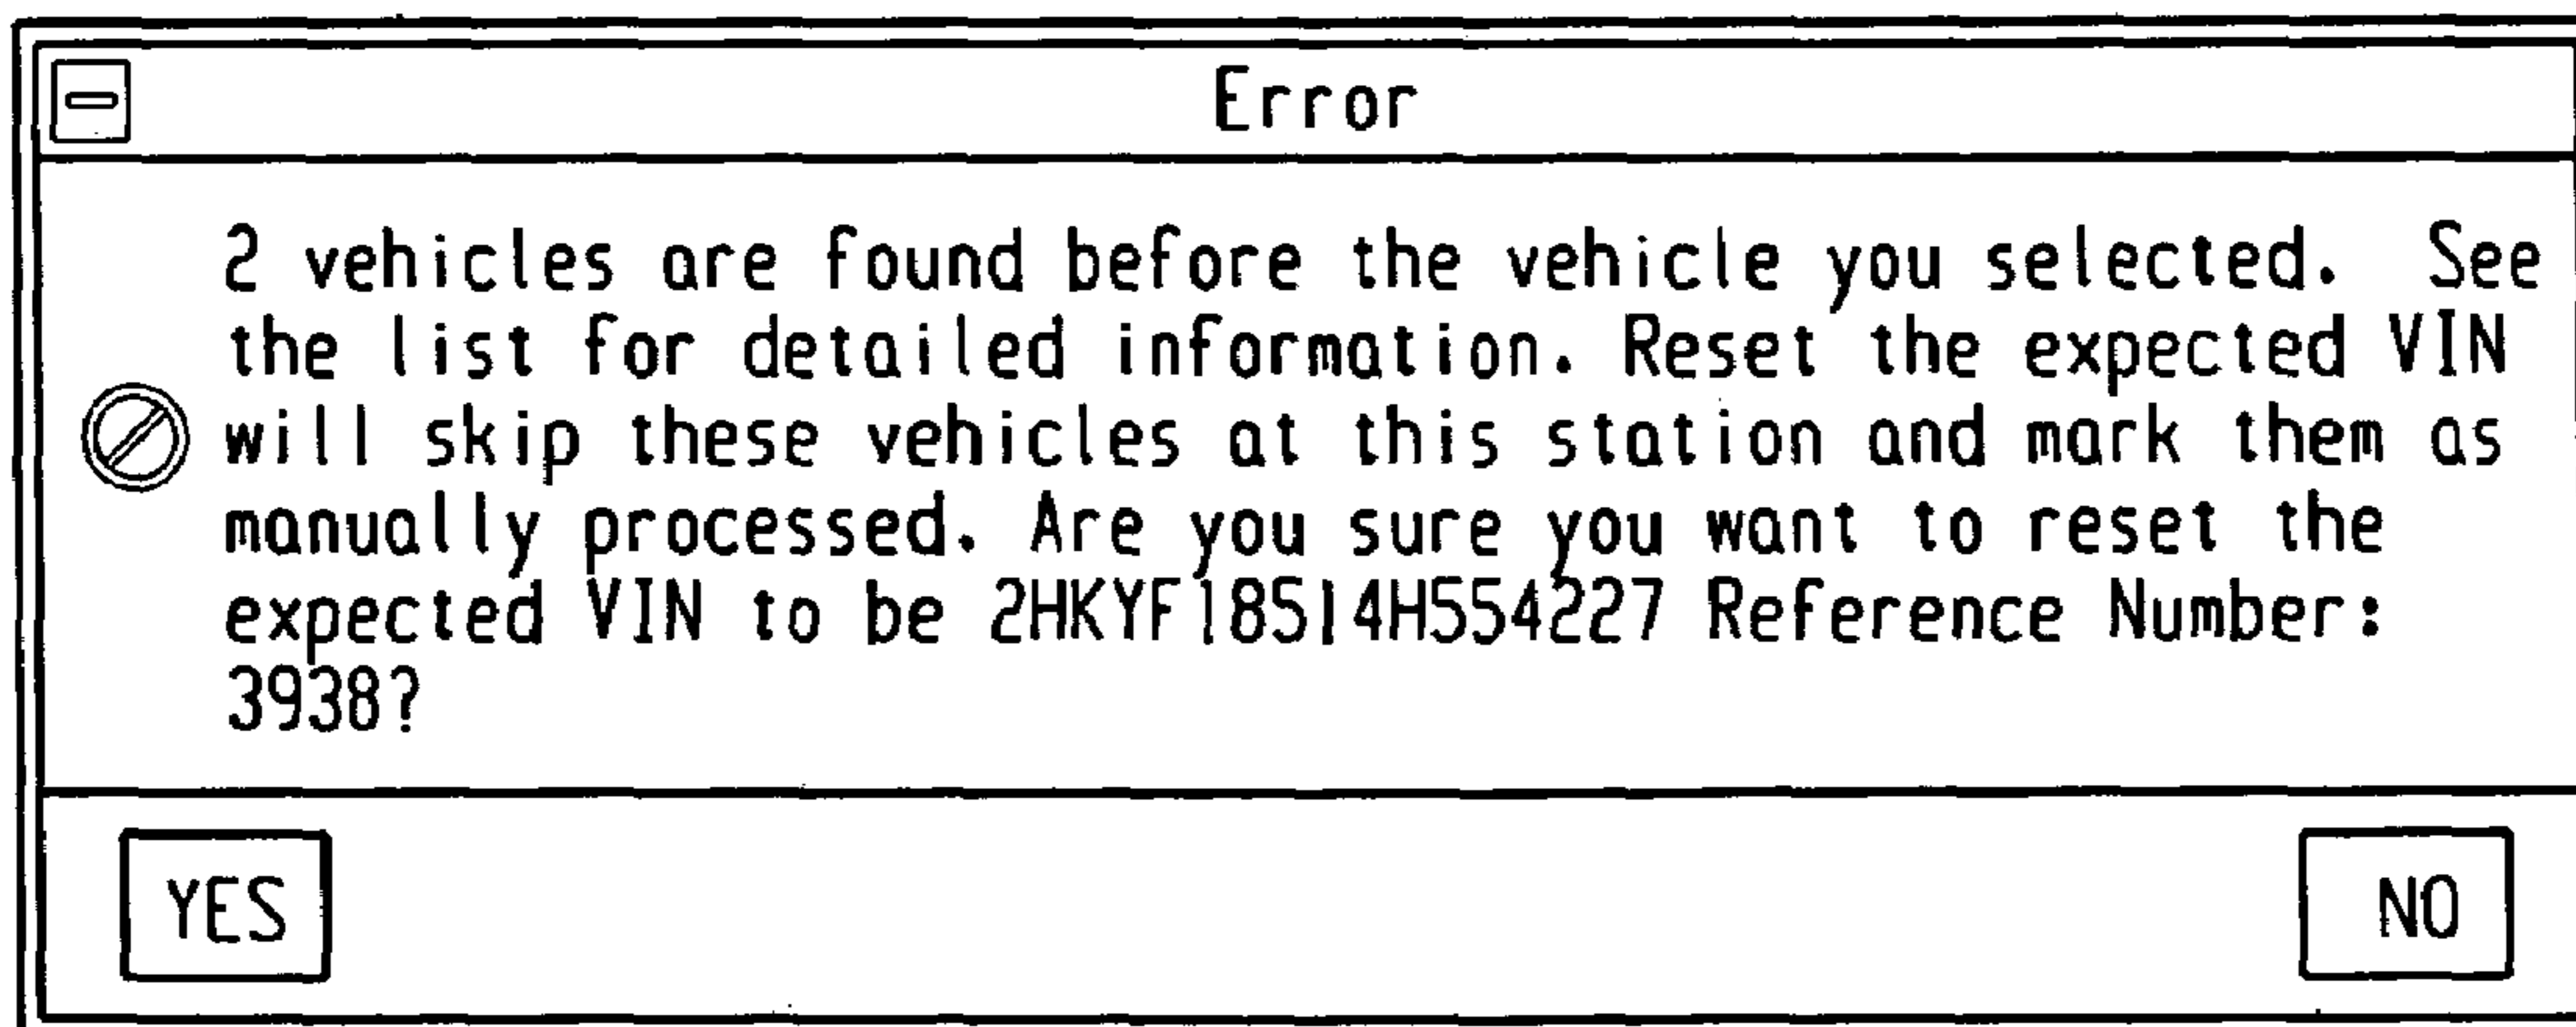 Error
2 vehicles are found before the vehicle you selected. See
the list for detailed information. Reset the expected VIN
will skip these vehicles at this station and mark them as
manually processed. Are you sure you want to reset the
expected VIN to be 2HKYF18514H554227 Reference Number:
3938?
YES NO